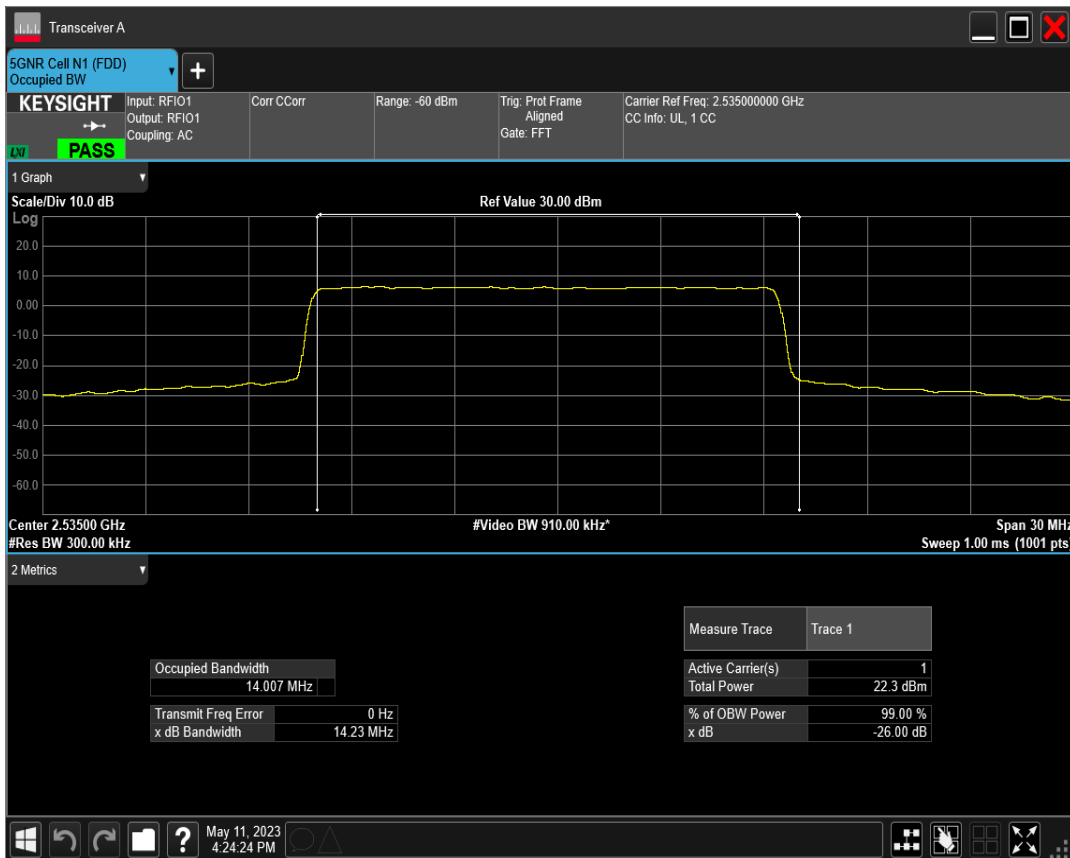 Transceiver A
5GNR Cell N1 (FDD)
Occupied BW
+
KEYSIGHT
LXI
PASS
Input: RFIO1
Output: RFIO1
Coupling: AC
Corr CCorr
Range: -60 dBm
Trig: Prot Frame
Aligned
Gate: FFT
Carrier Ref Freq: 2.535000000 GHz
CC Info: UL, 1 CC
1 Graph
Scale/Div 10.0 dB
Ref Value 30.00 dBm
Log
20.0
10.0
0.00
-10.0
-20.0
-30.0
-40.0
-50.0
-60.0
Center 2.53500 GHz
#Video BW 910.00 kHz*
Span 30 MHz
#Res BW 300.00 kHz
Sweep 1.00 ms (1001 pts)
2 Metrics
Measure Trace Trace 1
Occupied Bandwidth
14.007 MHz
Active Carrier(s) 1
Total Power 22.3 dBm
Transmit Freq Error 0 Hz
x dB Bandwidth 14.23 MHz
% of OBW Power 99.00 %
x dB -26.00 dB
?
May 11, 2023
4:24:24 PM